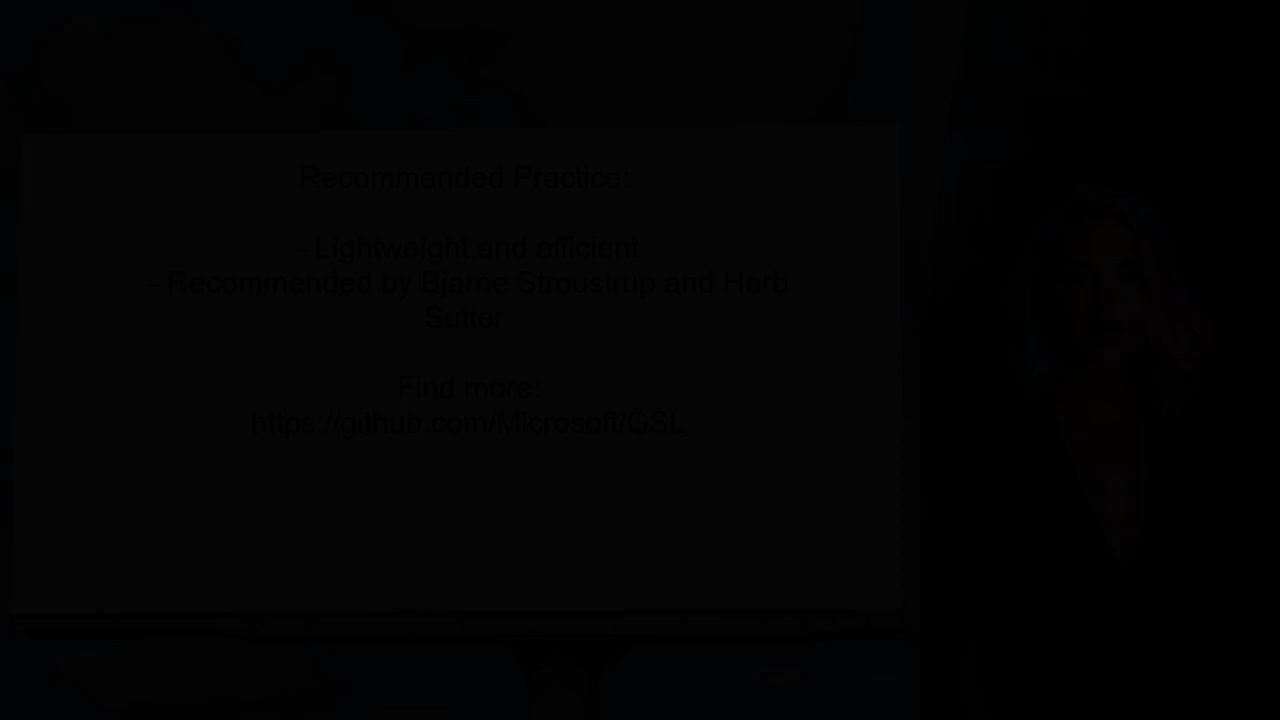 Recommended Practice:
- Lightweight and efficient
- Recommended by Bjarne Stroustrup and Herb
Sutter
Find more:
https://github.com/Microsoft/GSL